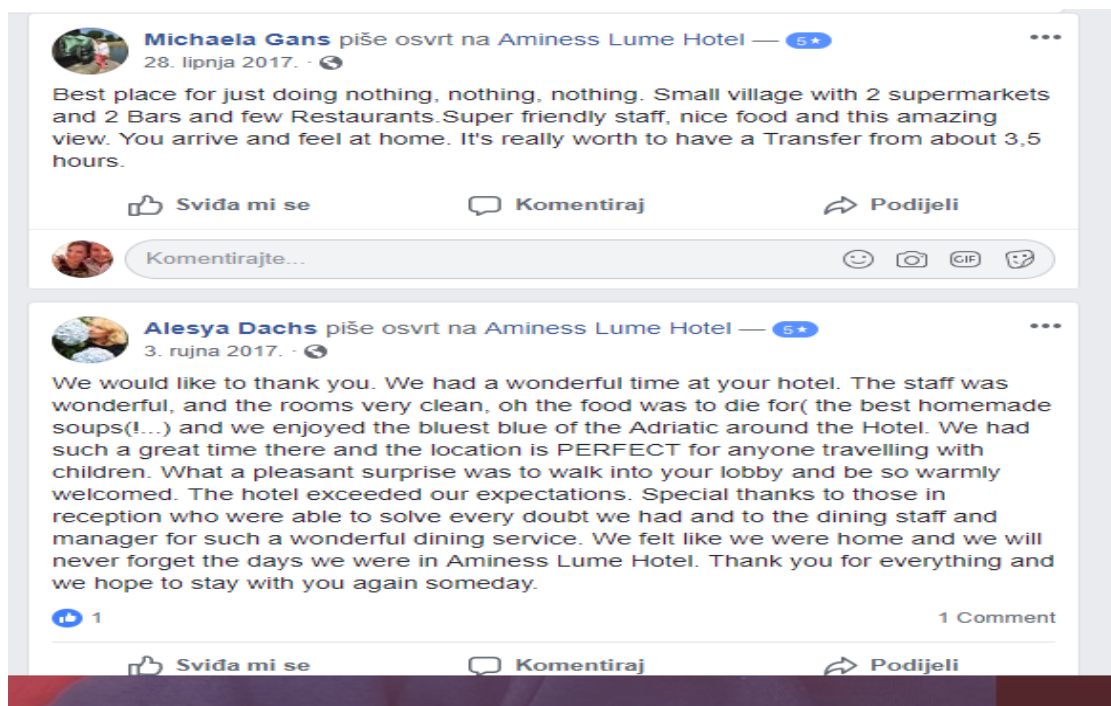 Michaela Gans piše osvrt na Aminess Lume Hotel — 5★
28. lipnja 2017. ·
Best place for just doing nothing, nothing, nothing. Small village with 2 supermarkets
and 2 Bars and few Restaurants.Super friendly staff, nice food and this amazing
view. You arrive and feel at home. It's really worth to have a Transfer from about 3,5
hours.
Sviđa mi se Komentiraj Podijeli
Komentirajte... GIF
Alesya Dachs piše osvrt na Aminess Lume Hotel — 5★
3. rujna 2017. ·
We would like to thank you. We had a wonderful time at your hotel. The staff was
wonderful, and the rooms very clean, oh the food was to die for( the best homemade
soups(!...) and we enjoyed the bluest blue of the Adriatic around the Hotel. We had
such a great time there and the location is PERFECT for anyone travelling with
children. What a pleasant surprise was to walk into your lobby and be so warmly
welcomed. The hotel exceeded our expectations. Special thanks to those in
reception who were able to solve every doubt we had and to the dining staff and
manager for such a wonderful dining service. We felt like we were home and we will
never forget the days we were in Aminess Lume Hotel. Thank you for everything and
we hope to stay with you again someday.
1 1 Comment
Sviđa mi se Komentiraj Podijeli